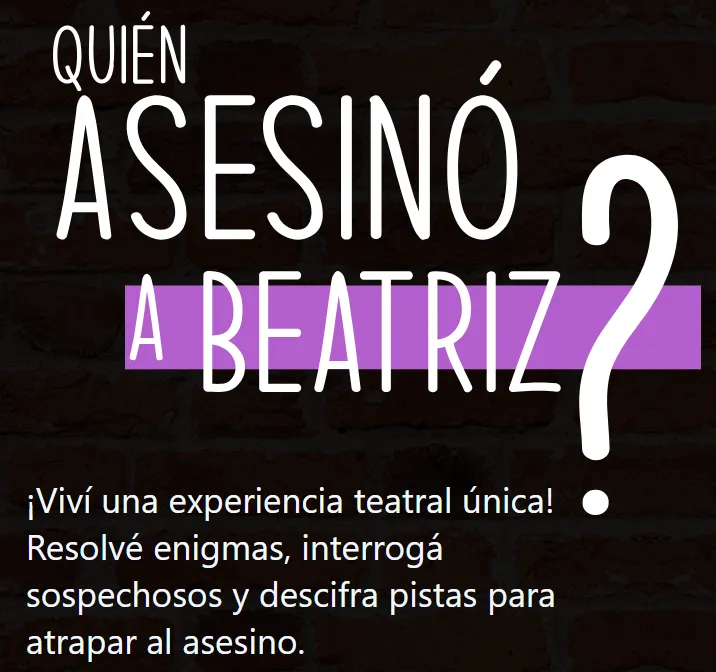 QUIÉN
ASESINÓ
A BEATRIZ?
¡Viví una experiencia teatral única!
Resolvé enigmas, interrogá
sospechosos y descifra pistas para
atrapar al asesino.